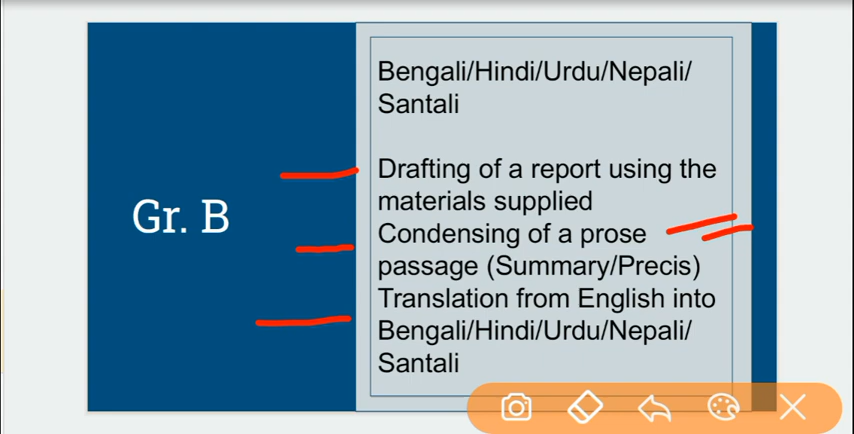 Gr. B
Bengali/Hindi/Urdu/Nepali/
Santali
Drafting of a report using the
materials supplied
Condensing of a prose
passage (Summary/Precis)
Translation from English into
Bengali/Hindi/Urdu/Nepali/
Santali